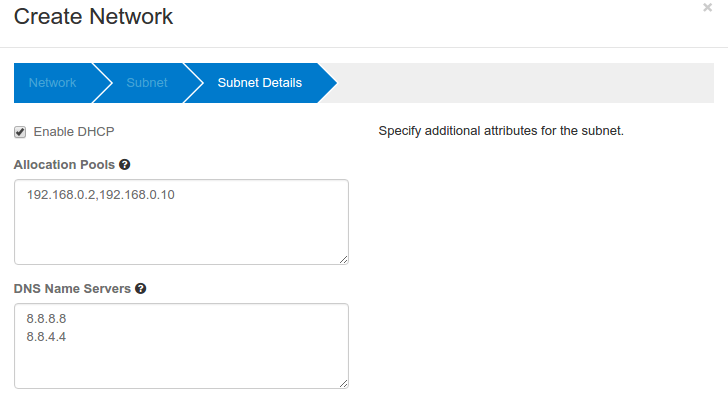 Create Network
×
Network Subnet Subnet Details
Enable DHCP
Specify additional attributes for the subnet.
Allocation Pools ?
192.168.0.2,192.168.0.10
DNS Name Servers ?
8.8.8.8
8.8.4.4